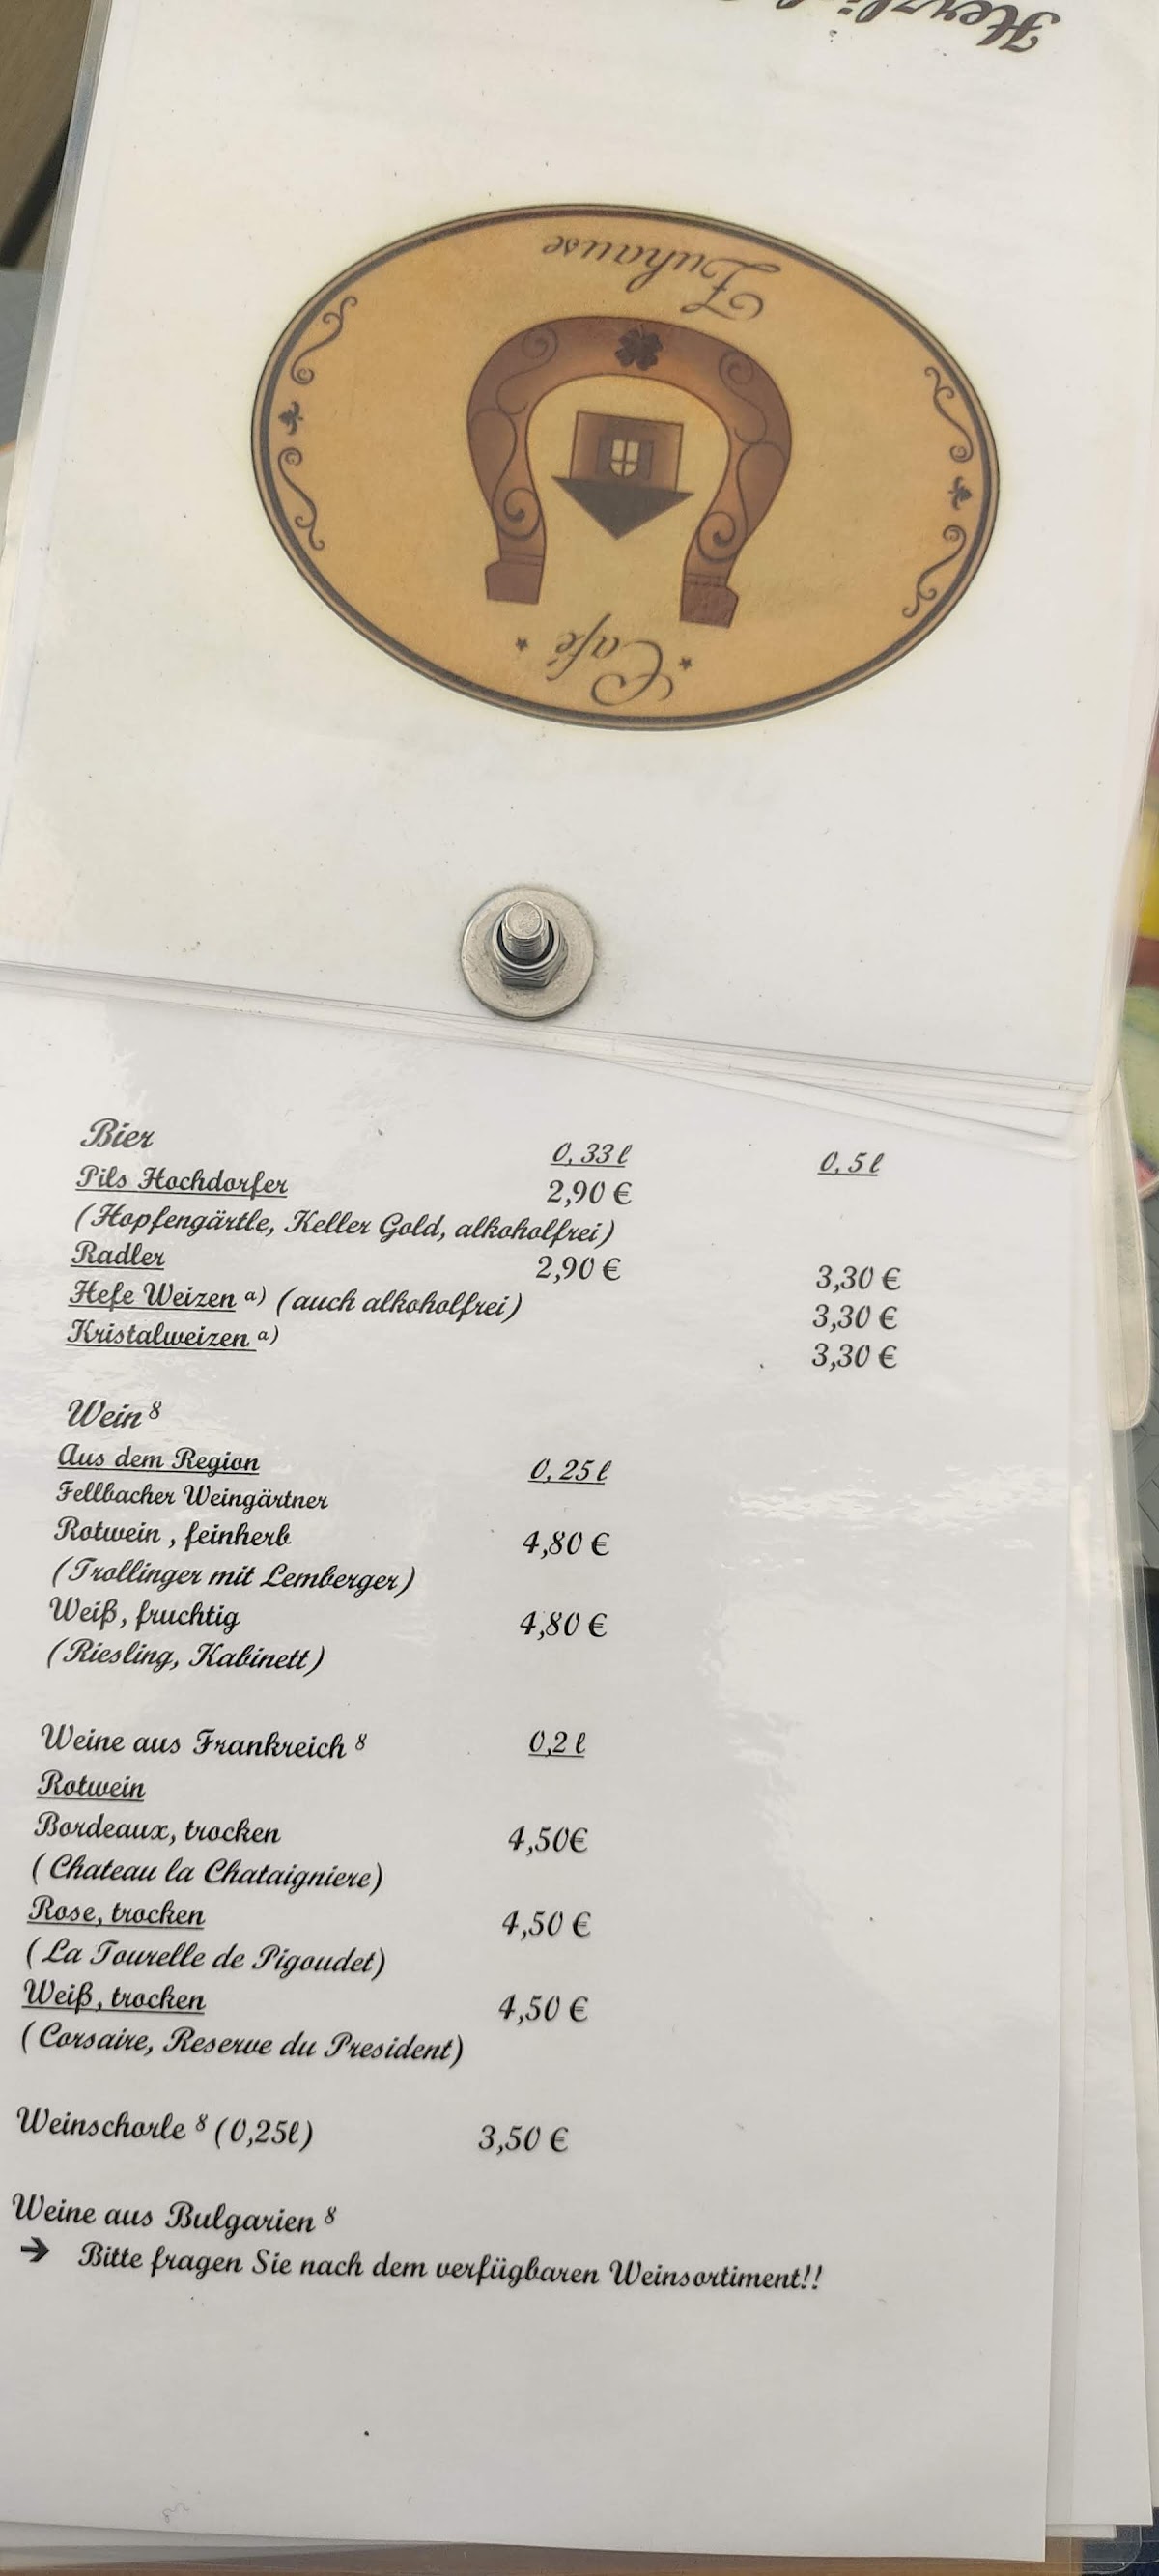 Zuhause
Café
Bier 0,33 l 0,5 l
Pils Hochdorfer 2,90 €
(Hopfengärtle, Keller Gold, alkoholfrei)
Radler 2,90 € 3,30 €
Hefe Weizen a) (auch alkoholfrei) 3,30 €
Kristalweizen a) 3,30 €
Wein 8
Aus dem Region 0,25 l
Fellbacher Weingärtner
Rotwein , feinherb 4,80 €
(Trollinger mit Lemberger)
Weiß, fruchtig 4,80 €
(Riesling, Kabinett)
Weine aus Frankreich 8 0,2 l
Rotwein
Bordeaux, trocken 4,50€
( Chateau la Chataigniere)
Rose, trocken 4,50 €
( La Tourelle de Pigoudet)
Weiß, trocken 4,50 €
( Corsaire, Reserve du President)
Weinschorle 8 (0,25l) 3,50 €
Weine aus Bulgarien 8
→ Bitte fragen Sie nach dem verfügbaren Weinsortiment!!